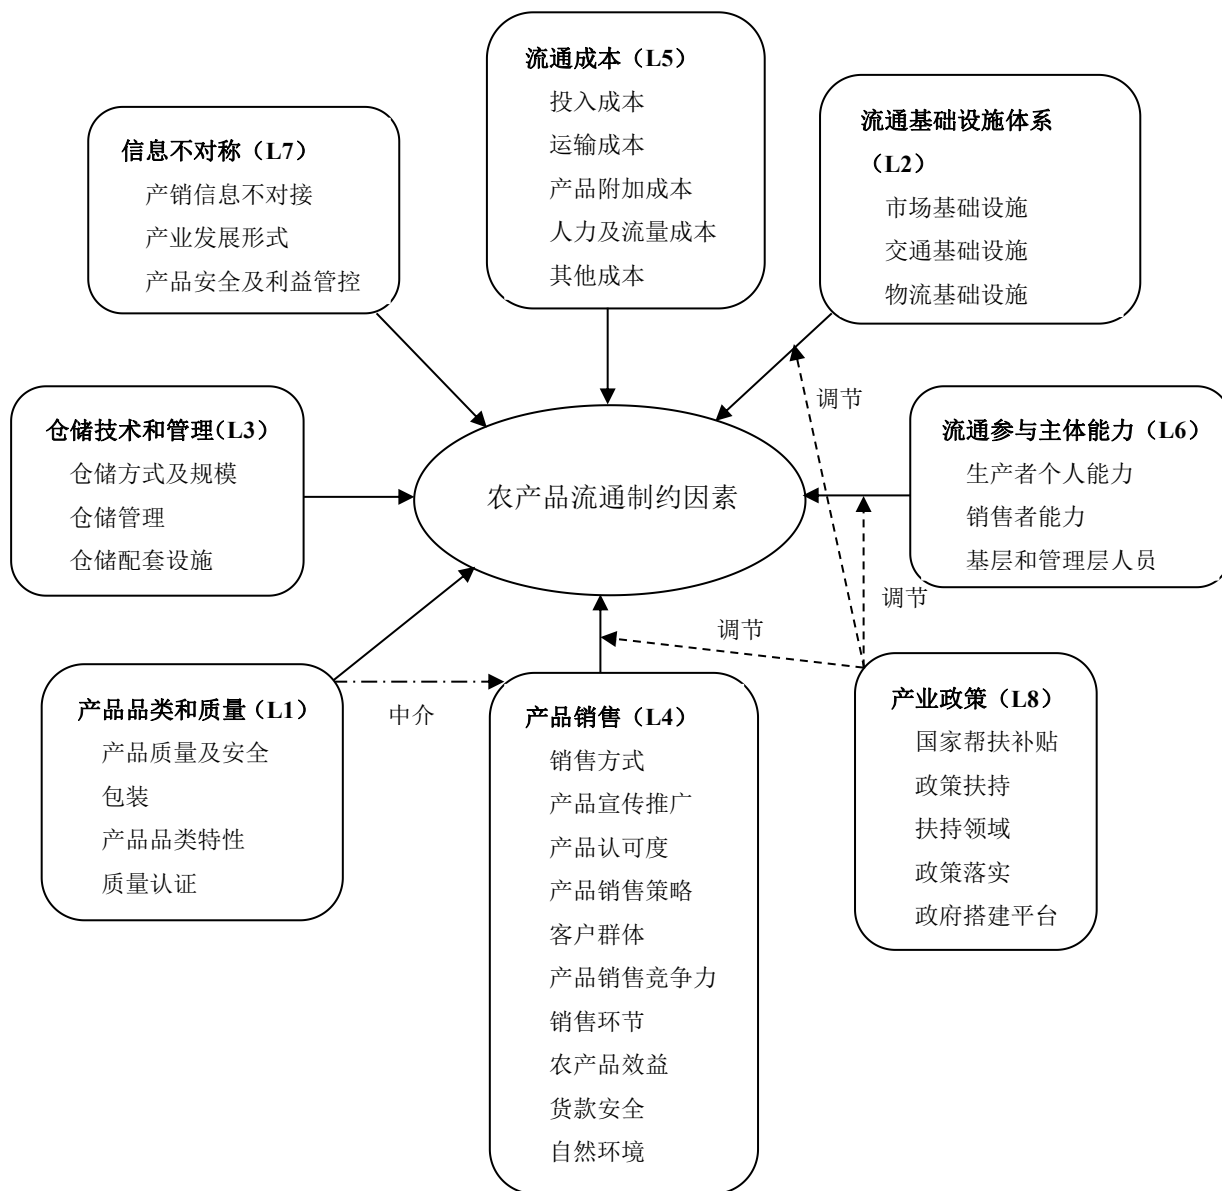 流通成本（L5）
投入成本
运输成本
产品附加成本
人力及流量成本
其他成本
信息不对称（L7）
产销信息不对接
产业发展形式
产品安全及利益管控
流通基础设施体系
（L2）
市场基础设施
交通基础设施
物流基础设施
调节
仓储技术和管理(L3）
仓储方式及规模
仓储管理
仓储配套设施
农产品流通制约因素
流通参与主体能力（L6）
生产者个人能力
销售者能力
基层和管理层人员
调节
调节
产品品类和质量（L1）
产品质量及安全
包装
产品品类特性
质量认证
中介
产品销售（L4）
销售方式
产品宣传推广
产品认可度
产品销售策略
客户群体
产品销售竞争力
销售环节
农产品效益
货款安全
自然环境
产业政策（L8）
国家帮扶补贴
政策扶持
扶持领域
政策落实
政府搭建平台